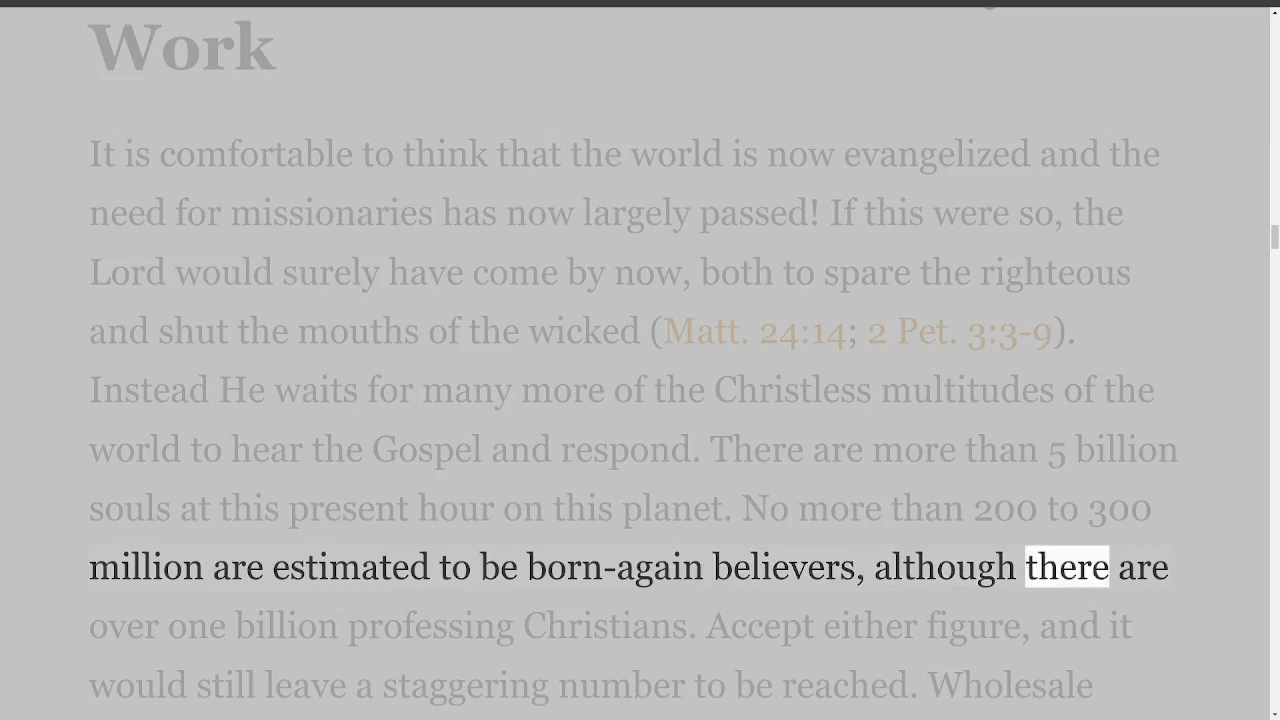 Work
It is comfortable to think that the world is now evangelized and the
need for missionaries has now largely passed! If this were so, the
Lord would surely have come by now, both to spare the righteous
and shut the mouths of the wicked (Matt. 24:14; 2 Pet. 3:3-9).
Instead He waits for many more of the Christless multitudes of the
world to hear the Gospel and respond. There are more than 5 billion
souls at this present hour on this planet. No more than 200 to 300
million are estimated to be born-again believers, although there are
over one billion professing Christians. Accept either figure, and it
would still leave a staggering number to be reached. Wholesale